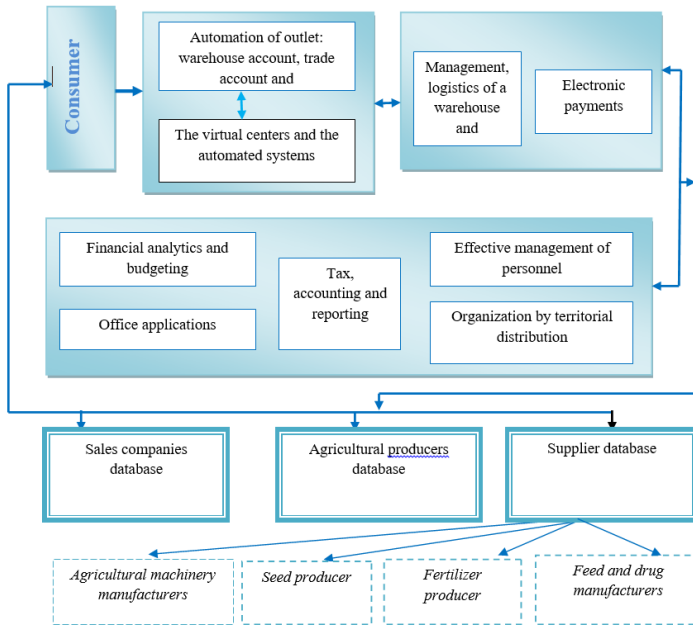 Consumer
Automation of outlet:
warehouse account, trade
account and
The virtual centers and the
automated systems
Management,
logistics of a
warehouse
and
Electronic
payments
Financial analytics and
budgeting
Office applications
Tax,
accounting and
reporting
Effective management of
personnel
Organization by territorial
distribution
Sales companies
database
Agricultural producers
database
Supplier database
Agricultural machinery
manufacturers
Seed producer
Fertilizer
producer
Feed and drug
manufacturers